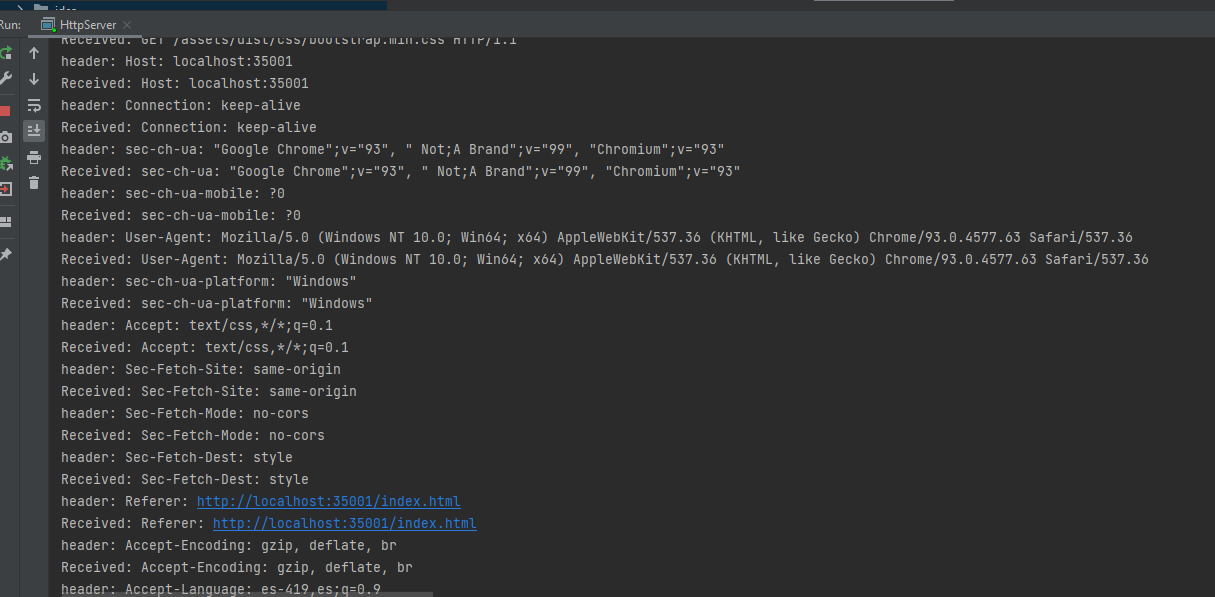 idea
Run: HttpServer
Received: GET /assets/dist/css/bootstrap.min.css HTTP/1.1
header: Host: localhost:35001
Received: Host: localhost:35001
header: Connection: keep-alive
Received: Connection: keep-alive
header: sec-ch-ua: "Google Chrome";v="93", " Not;A Brand";v="99", "Chromium";v="93"
Received: sec-ch-ua: "Google Chrome";v="93", " Not;A Brand";v="99", "Chromium";v="93"
header: sec-ch-ua-mobile: ?0
Received: sec-ch-ua-mobile: ?0
header: User-Agent: Mozilla/5.0 (Windows NT 10.0; Win64; x64) AppleWebKit/537.36 (KHTML, like Gecko) Chrome/93.0.4577.63 Safari/537.36
Received: User-Agent: Mozilla/5.0 (Windows NT 10.0; Win64; x64) AppleWebKit/537.36 (KHTML, like Gecko) Chrome/93.0.4577.63 Safari/537.36
header: sec-ch-ua-platform: "Windows"
Received: sec-ch-ua-platform: "Windows"
header: Accept: text/css,*/*;q=0.1
Received: Accept: text/css,*/*;q=0.1
header: Sec-Fetch-Site: same-origin
Received: Sec-Fetch-Site: same-origin
header: Sec-Fetch-Mode: no-cors
Received: Sec-Fetch-Mode: no-cors
header: Sec-Fetch-Dest: style
Received: Sec-Fetch-Dest: style
header: Referer: http://localhost:35001/index.html
Received: Referer: http://localhost:35001/index.html
header: Accept-Encoding: gzip, deflate, br
Received: Accept-Encoding: gzip, deflate, br
header: Accept-Language: es-419,es;q=0.9